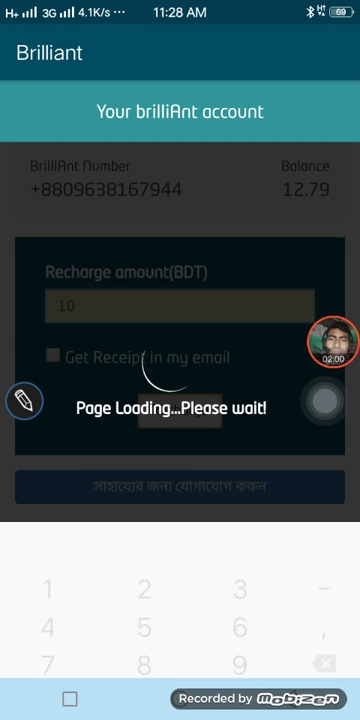 H+ 3G 4.1K/s ··· 11:28 AM 69
Brilliant
Your brilliAnt account
BrilliAnt Number Balance
+8809638167944 12.79
Recharge amount(BDT)
10
Get Receipt in my email
02:00
Page Loading...Please wait!
সাহায্যের জন্য যোগাযোগ করুন
1 2 3 –
4 5 6 ,
7 8 9
Recorded by Mobizen